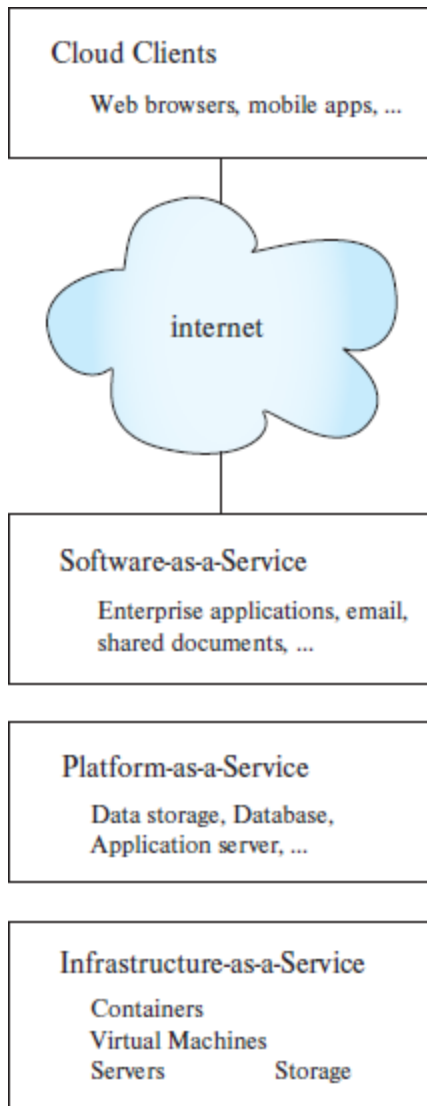 Cloud Clients
Web browsers, mobile apps, ...
internet
Software-as-a-Service
Enterprise applications, email,
shared documents, ...
Platform-as-a-Service
Data storage, Database,
Application server, ...
Infrastructure-as-a-Service
Containers
Virtual Machines
Servers Storage